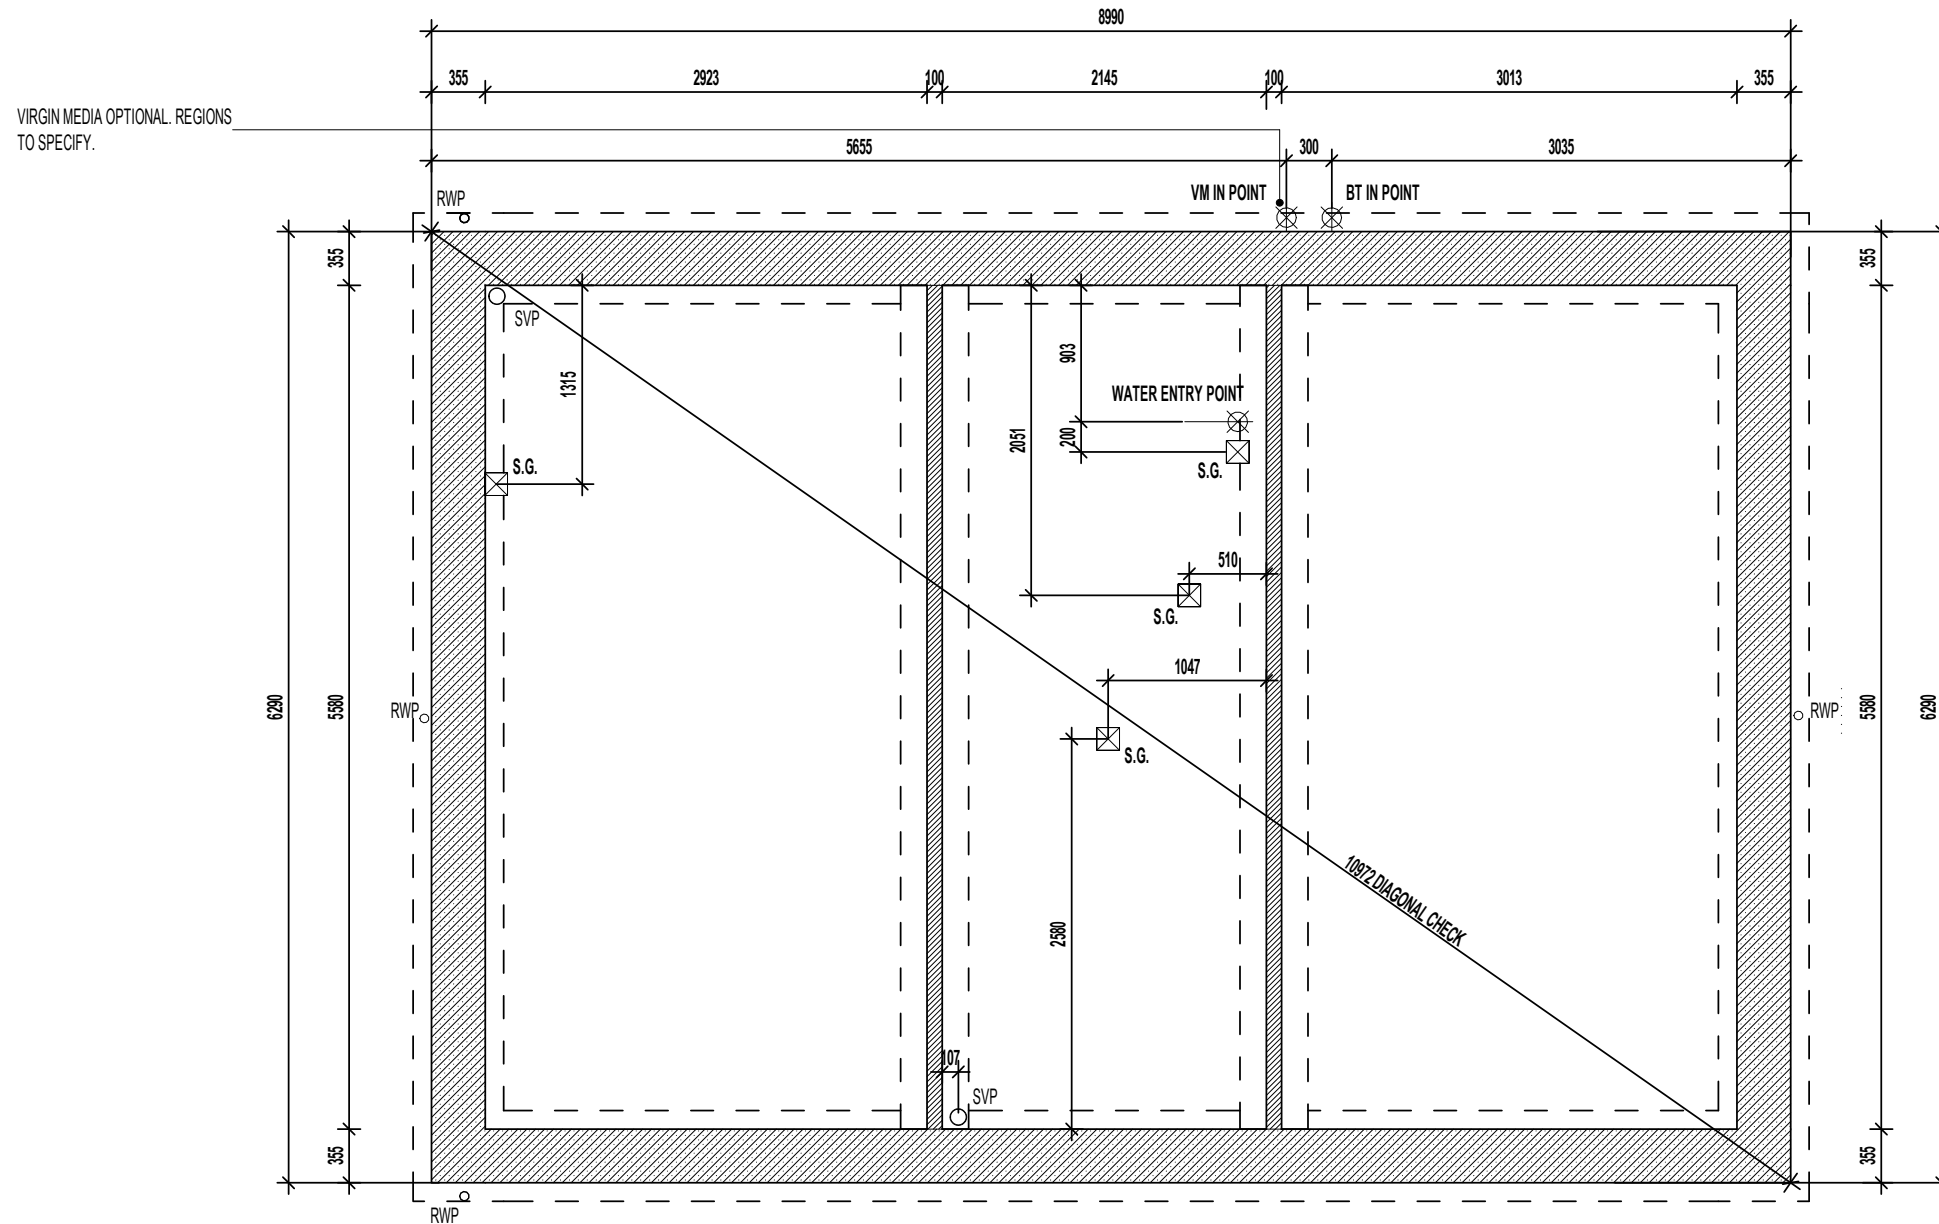 8990
355
2923
100
2145
100
3013
355
VIRGIN MEDIA OPTIONAL. REGIONS
TO SPECIFY.
5655
300
3035
RWP
VM IN POINT
BT IN POINT
355
355
SVP
1315
903
WATER ENTRY POINT
2051
200
S.G.
S.G.
510
S.G.
1047
6290
5580
RWP
RWP
5580
6290
S.G.
10972 DIAGONAL CHECK
2580
107
SVP
355
355
RWP